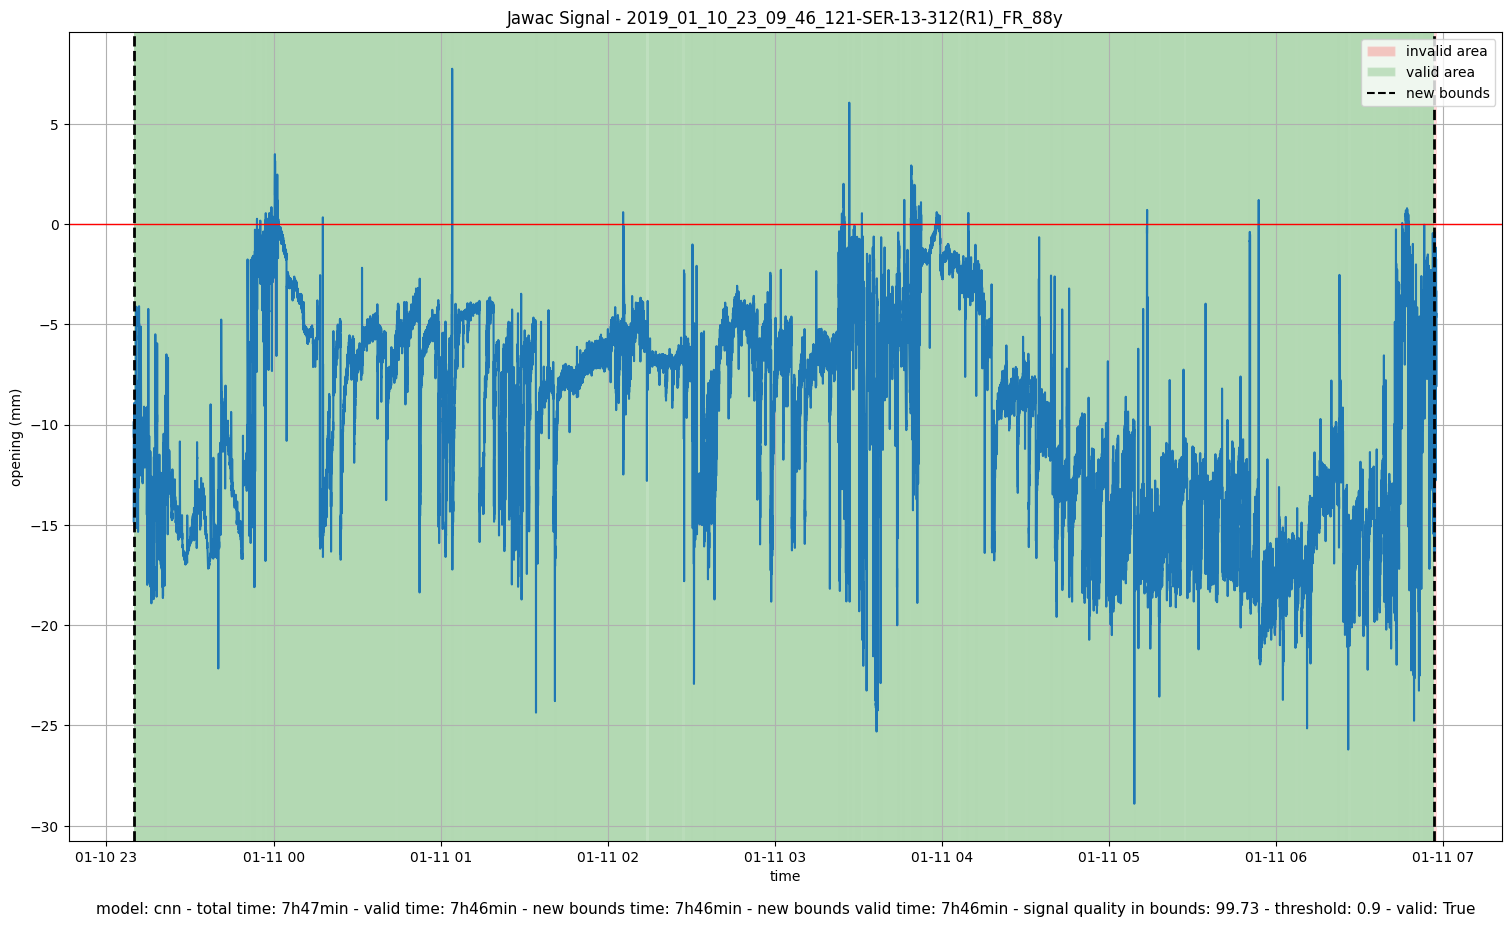 Jawac Signal - 2019_01_10_23_09_46_121-SER-13-312(R1)_FR_88y
invalid area
valid area
new bounds
5
0
−5
−10
−15
−20
−25
−30
opening (mm)
01-10 23
01-11 00
01-11 01
01-11 02
01-11 03
01-11 04
01-11 05
01-11 06
01-11 07
time
model: cnn - total time: 7h47min - valid time: 7h46min - new bounds time: 7h46min - new bounds valid time: 7h46min - signal quality in bounds: 99.73 - threshold: 0.9 - valid: True